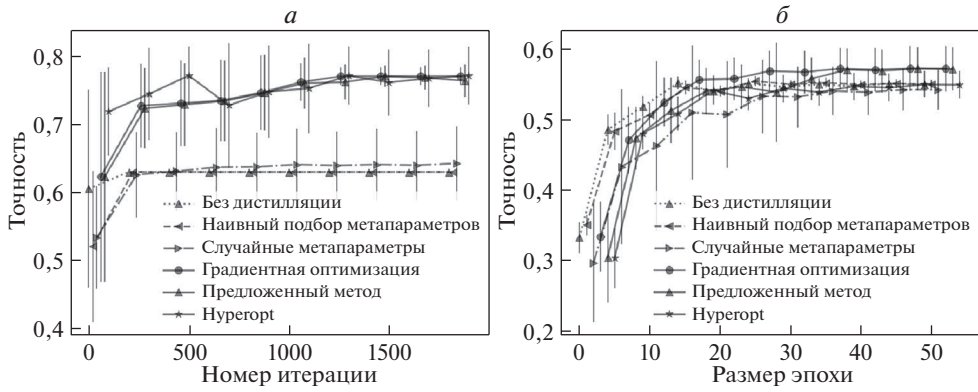 а
0,8
0,7
0,6
0,5
0,4
Точность
Без дистилляции
Наивный подбор метапараметров
Случайные метапараметры
Градиентная оптимизация
Предложенный метод
Hyperopt
0
500
1000
1500
Номер итерации
б
0,6
0,5
0,4
0,3
0,2
Точность
Без дистилляции
Наивный подбор метапараметров
Случайные метапараметры
Градиентная оптимизация
Предложенный метод
Hyperopt
0
10
20
30
40
50
Размер эпохи